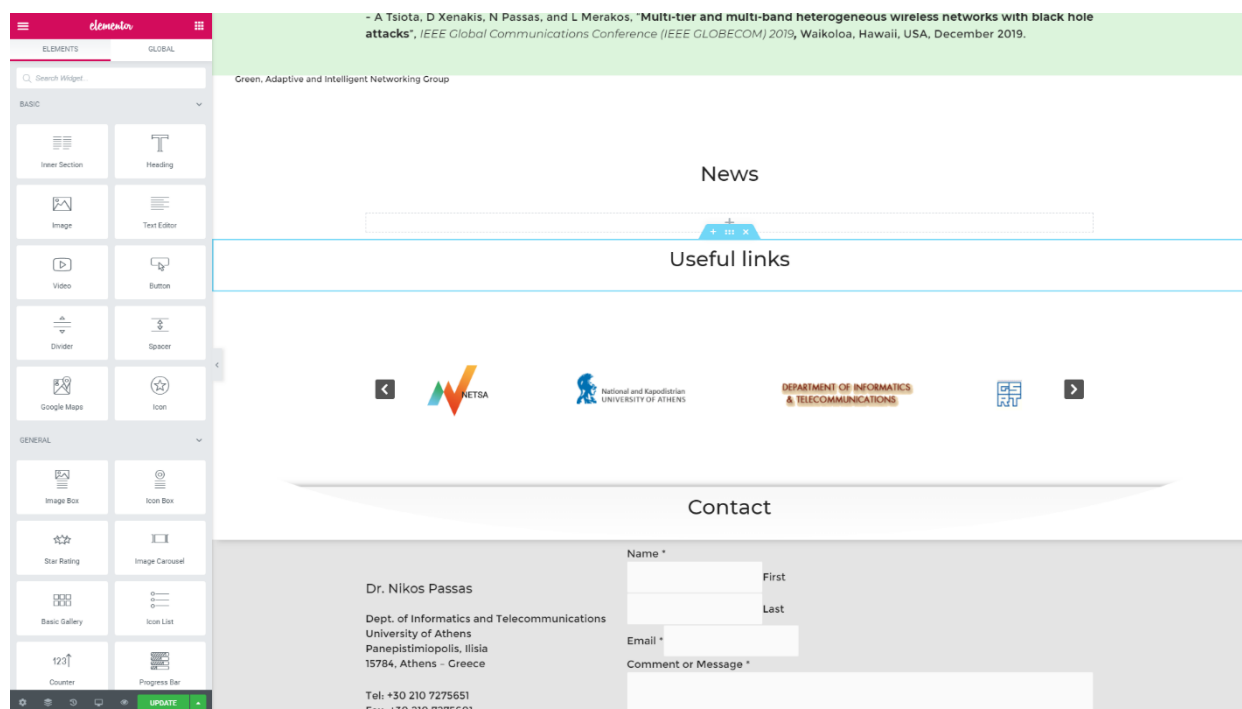 elementor
ELEMENTS GLOBAL
Search Widget...
BASIC
Inner Section Heading
Image Text Editor
Video Button
Divider Spacer
Google Maps Icon
GENERAL
Image Box Icon Box
Star Rating Image Carousel
Basic Gallery Icon List
123
Counter Progress Bar
UPDATE
- A Tsiota, D Xenakis, N Passas, and L Merakos, "Multi-tier and multi-band heterogeneous wireless networks with black hole
attacks", IEEE Global Communications Conference (IEEE GLOBECOM) 2019, Waikoloa, Hawaii, USA, December 2019.
Green, Adaptive and Intelligent Networking Group
News
Useful links
NETSA
National and Kapodistrian
UNIVERSITY OF ATHENS
DEPARTMENT OF INFORMATICS
& TELECOMMUNICATIONS
GSRT
Contact
Dr. Nikos Passas
Dept. of Informatics and Telecommunications
University of Athens
Panepistimiopolis, Ilisia
15784, Athens – Greece
Tel: +30 210 7275651
Name *
First
Last
Email *
Comment or Message *